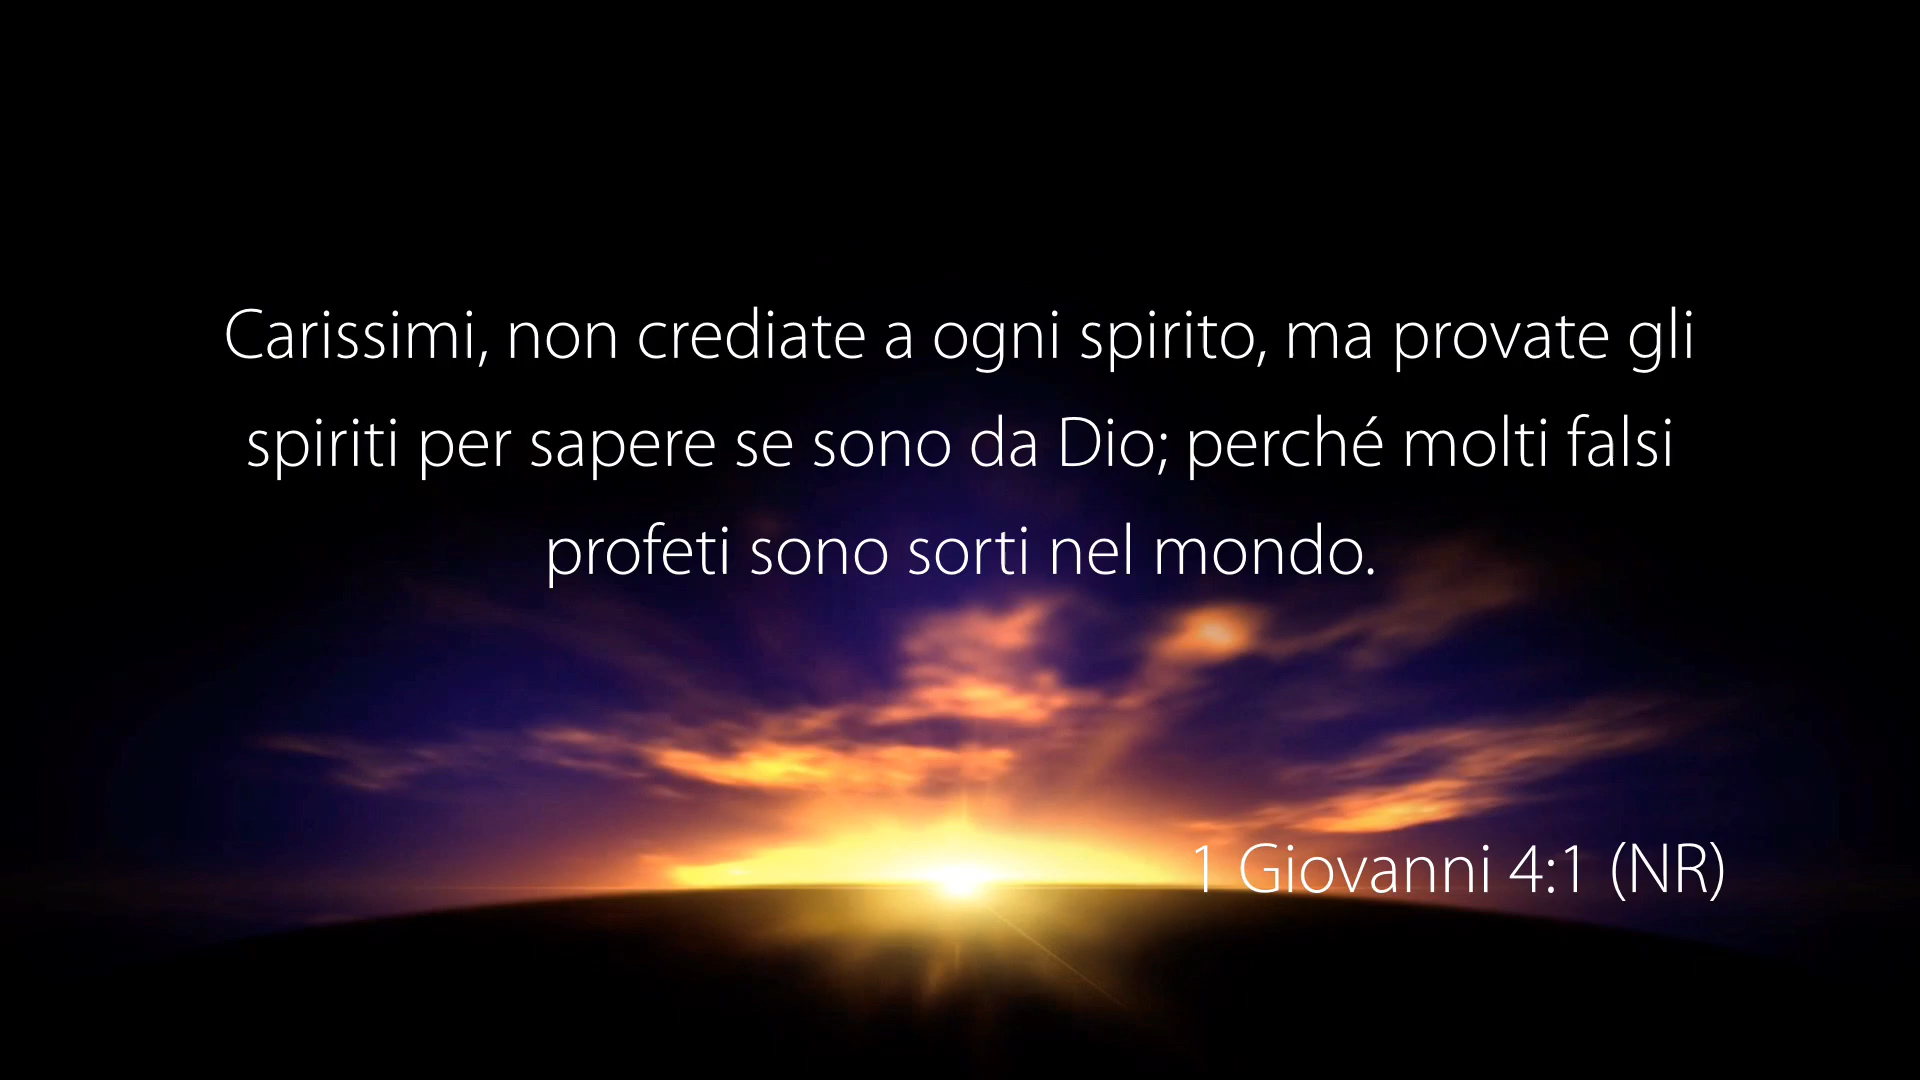 Carissimi, non crediate a ogni spirito, ma provate gli
spiriti per sapere se sono da Dio; perché molti falsi
profeti sono sorti nel mondo.
1 Giovanni 4:1 (NR)